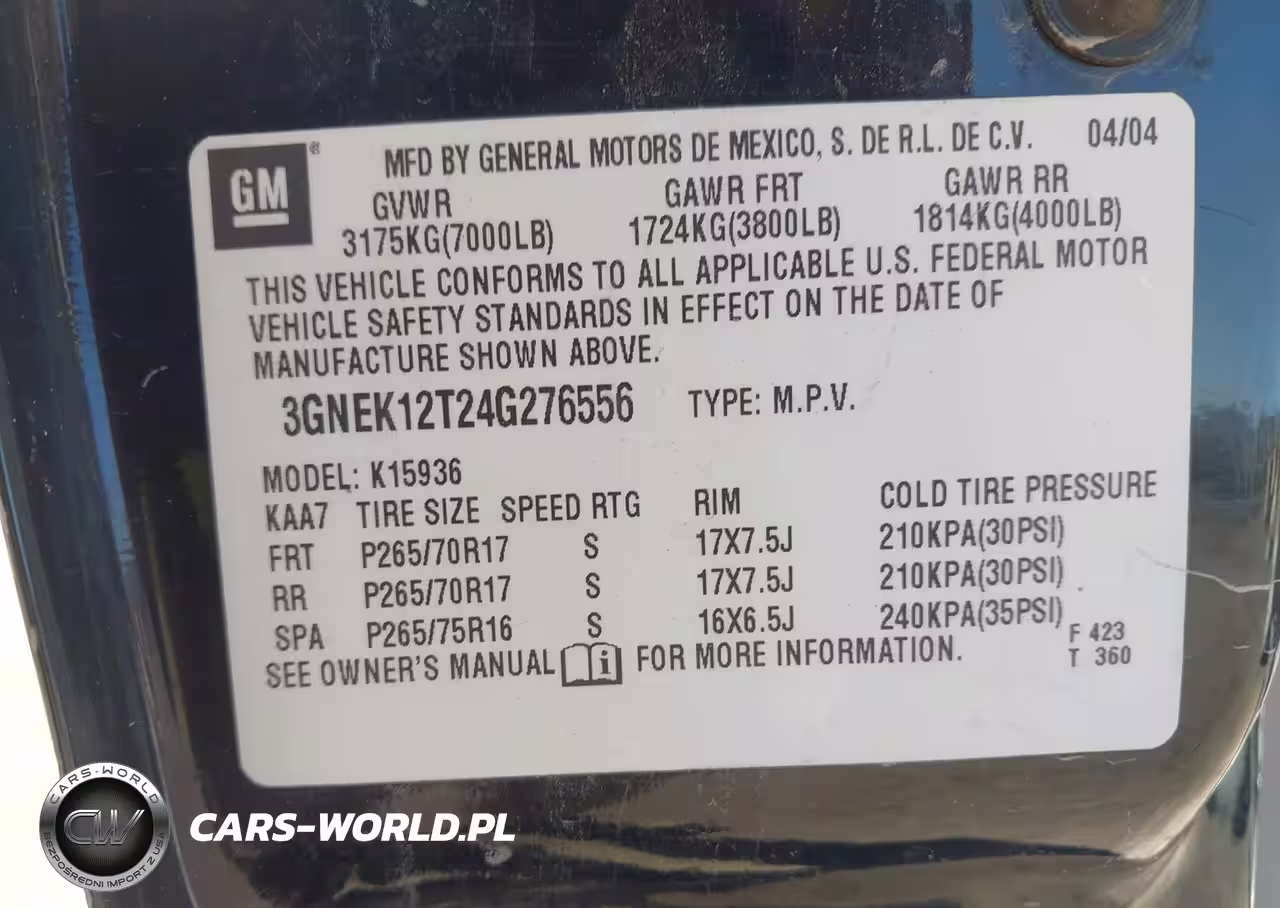 GM
MFD BY GENERAL MOTORS DE MEXICO, S. DE R.L. DE C.V. 04/04
GVWR GAWR FRT GAWR RR
3175KG(7000LB) 1724KG(3800LB) 1814KG(4000LB)
THIS VEHICLE CONFORMS TO ALL APPLICABLE U.S. FEDERAL MOTOR
VEHICLE SAFETY STANDARDS IN EFFECT ON THE DATE OF
MANUFACTURE SHOWN ABOVE.
3GNEK12T24G276556 TYPE: M.P.V.
MODEL: K15936
KAA7 TIRE SIZE SPEED RTG RIM COLD TIRE PRESSURE
FRT P265/70R17 S 17X7.5J 210KPA(30PSI)
RR P265/70R17 S 17X7.5J 210KPA(30PSI)
SPA P265/75R16 S 16X6.5J 240KPA(35PSI)
F 423
T 360
SEE OWNER'S MANUAL i FOR MORE INFORMATION.
CARS-WORLD
CW
BEZPOŚREDNI IMPORT Z USA
CARS-WORLD.PL